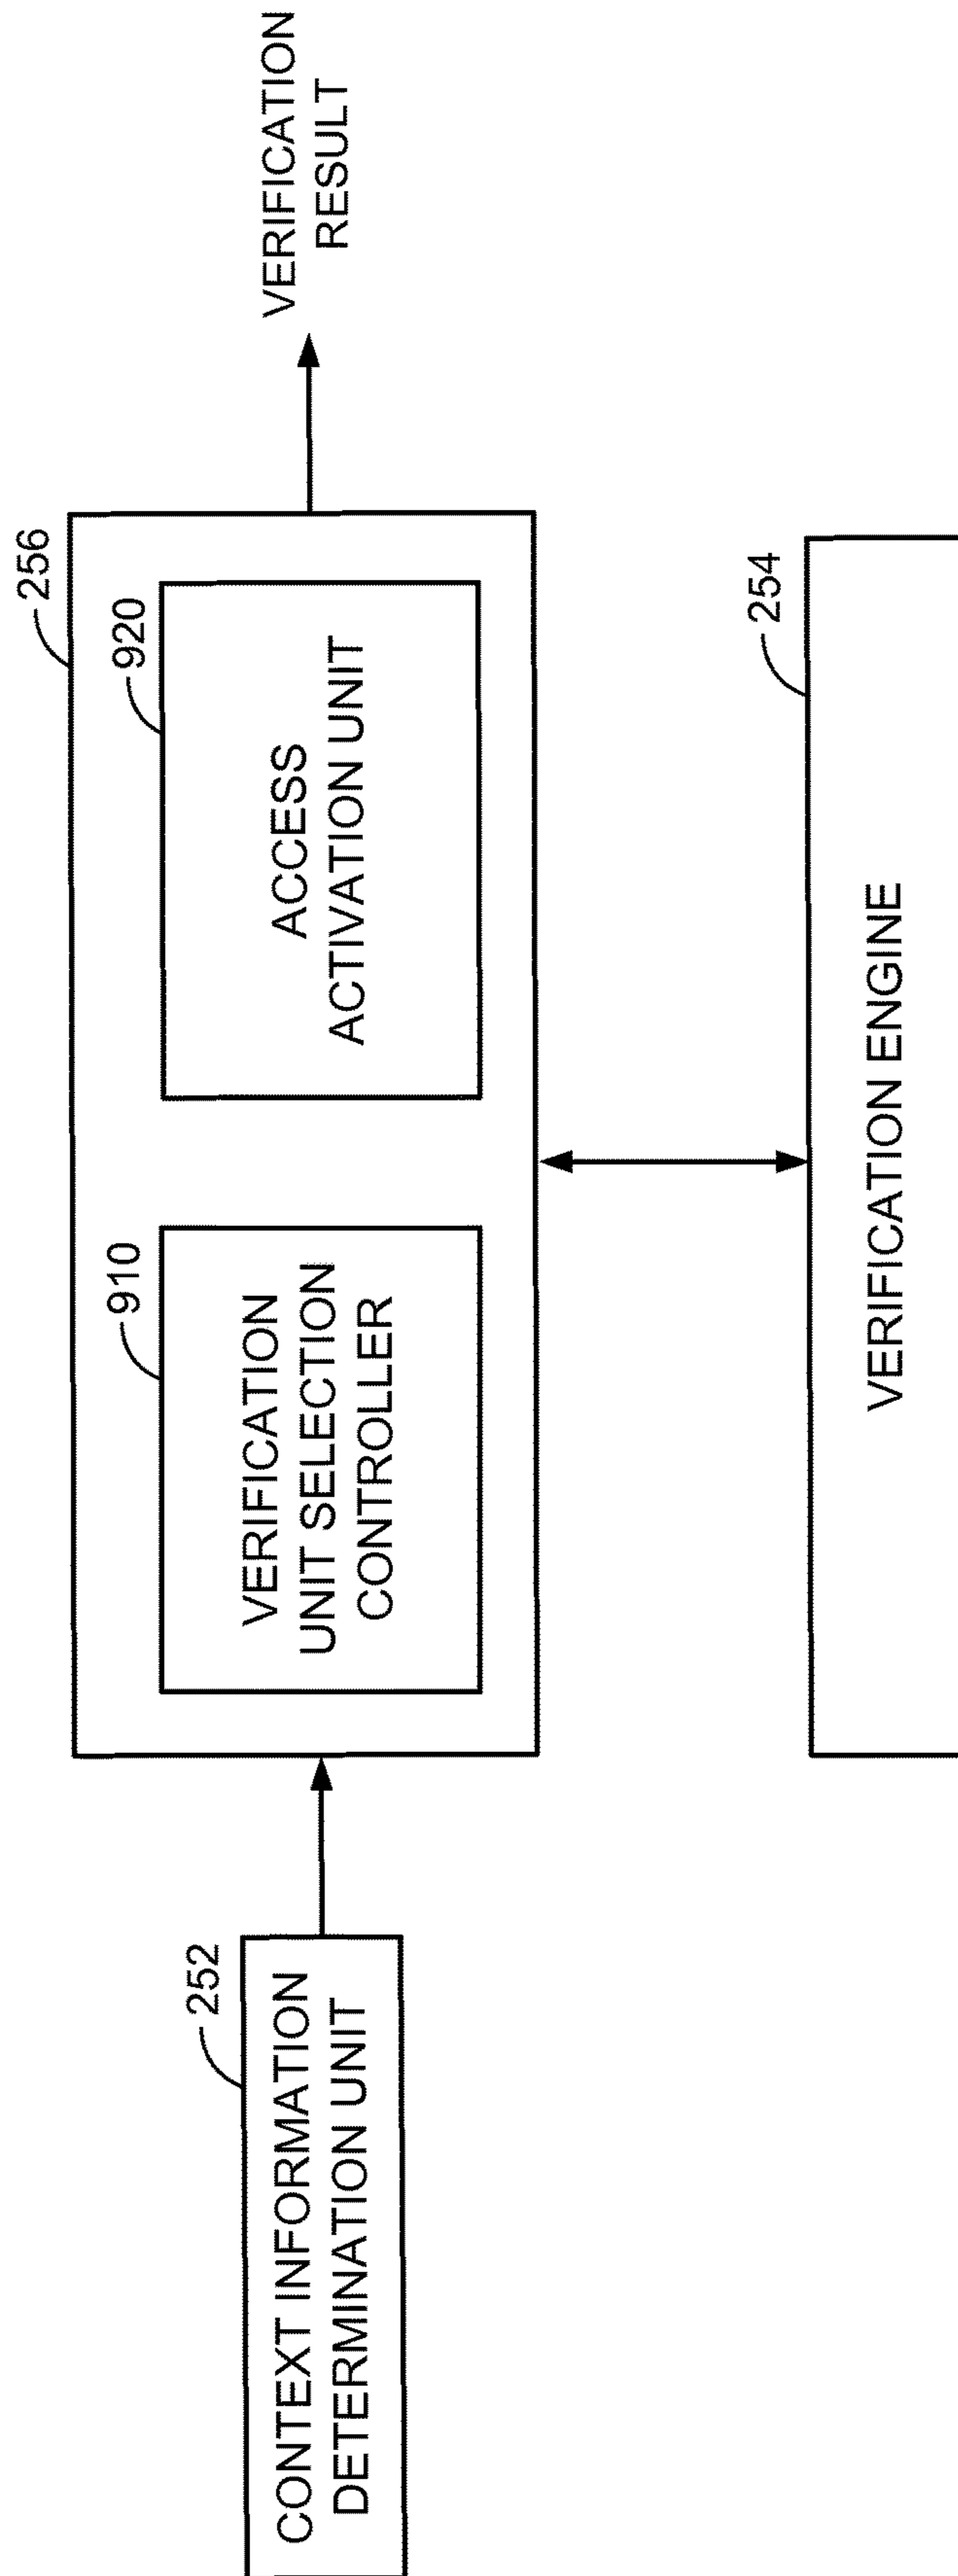 252
CONTEXT INFORMATION
DETERMINATION UNIT
256
910
VERIFICATION
UNIT SELECTION
CONTROLLER
920
ACCESS
ACTIVATION UNIT
VERIFICATION
RESULT
254
VERIFICATION ENGINE